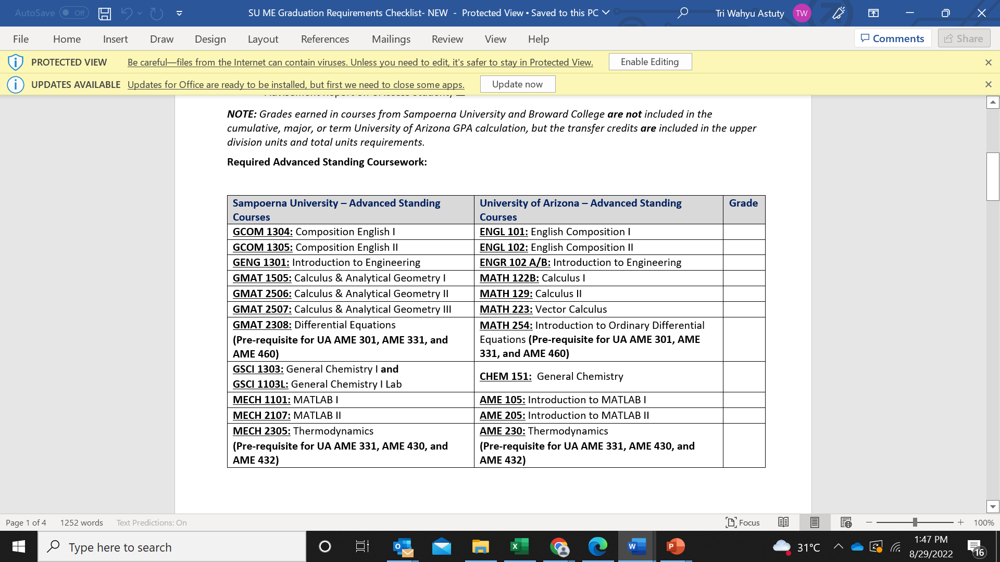 AutoSave Off SU ME Graduation Requirements Checklist- NEW - Protected View • Saved to this PC Tri Wahyu Astuty TW
File Home Insert Draw Design Layout References Mailings Review View Help Comments Share
PROTECTED VIEW Be careful—files from the Internet can contain viruses. Unless you need to edit, it's safer to stay in Protected View. Enable Editing
UPDATES AVAILABLE Updates for Office are ready to be installed, but first we need to close some apps. Update now
NOTE: Grades earned in courses from Sampoerna University and Broward College are not included in the
cumulative, major, or term University of Arizona GPA calculation, but the transfer credits are included in the upper
division units and total units requirements.
Required Advanced Standing Coursework:
Sampoerna University – Advanced Standing
Courses
University of Arizona – Advanced Standing
Courses
Grade
GCOM 1304: Composition English I
ENGL 101: English Composition I
GCOM 1305: Composition English II
ENGL 102: English Composition II
GENG 1301: Introduction to Engineering
ENGR 102 A/B: Introduction to Engineering
GMAT 1505: Calculus & Analytical Geometry I
MATH 122B: Calculus I
GMAT 2506: Calculus & Analytical Geometry II
MATH 129: Calculus II
GMAT 2507: Calculus & Analytical Geometry III
MATH 223: Vector Calculus
GMAT 2308: Differential Equations
(Pre-requisite for UA AME 301, AME 331, and
AME 460)
MATH 254: Introduction to Ordinary Differential
Equations (Pre-requisite for UA AME 301, AME
331, and AME 460)
GSCI 1303: General Chemistry I and
GSCI 1103L: General Chemistry I Lab
CHEM 151: General Chemistry
MECH 1101: MATLAB I
AME 105: Introduction to MATLAB I
MECH 2107: MATLAB II
AME 205: Introduction to MATLAB II
MECH 2305: Thermodynamics
(Pre-requisite for UA AME 331, AME 430, and
AME 432)
AME 230: Thermodynamics
(Pre-requisite for UA AME 331, AME 430, and
AME 432)
Page 1 of 4 1252 words Text Predictions: On Focus 100%
Type here to search 31°C 1:47 PM
8/29/2022 16